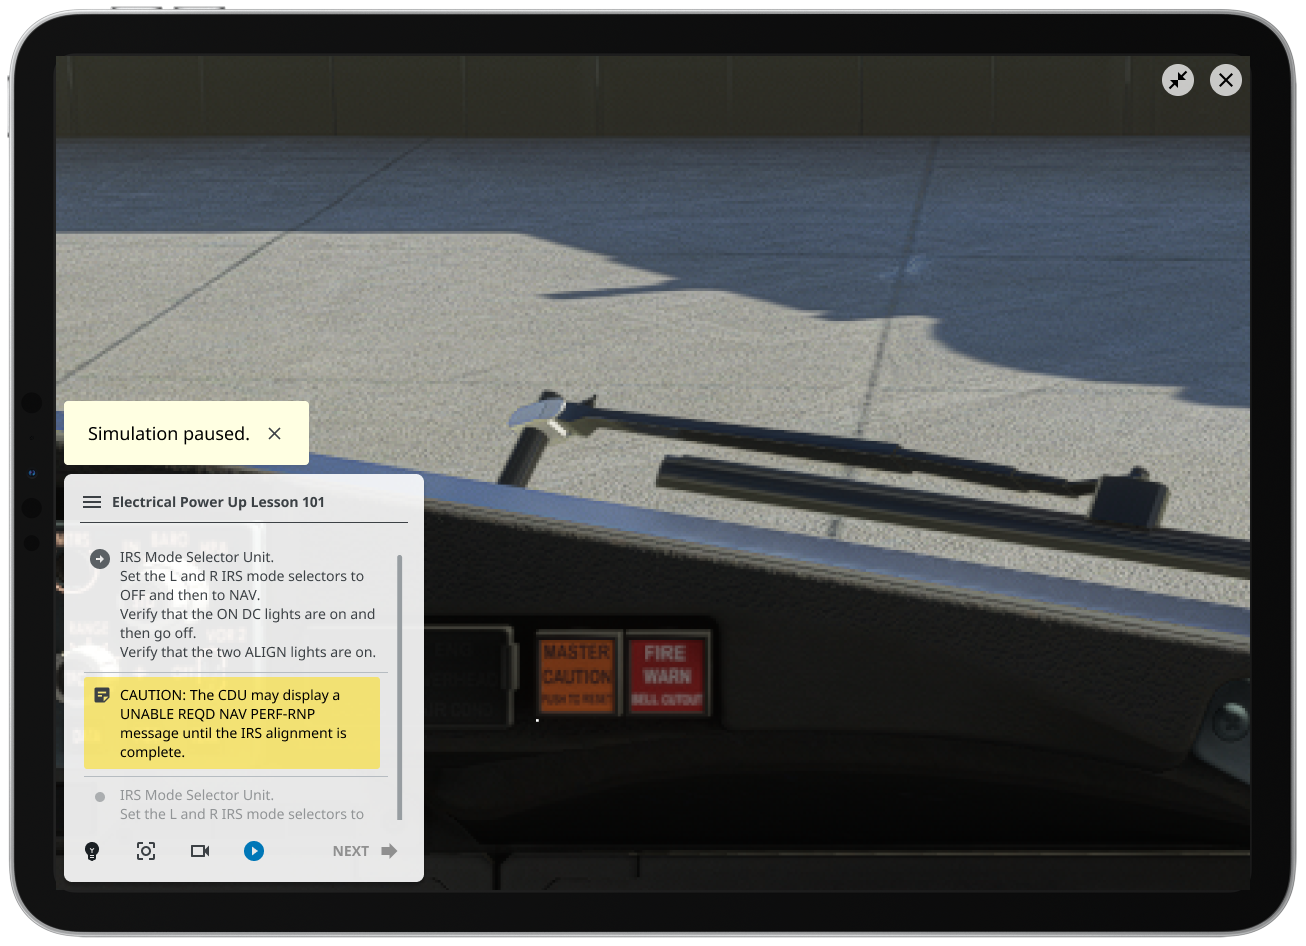 Simulation paused.
Electrical Power Up Lesson 101
IRS Mode Selector Unit.
Set the L and R IRS mode selectors to
OFF and then to NAV.
Verify that the ON DC lights are on and
then go off.
Verify that the two ALIGN lights are on.
CAUTION: The CDU may display a
UNABLE REQD NAV PERF-RNP
message until the IRS alignment is
complete.
IRS Mode Selector Unit.
Set the L and R IRS mode selectors to
NEXT
MASTER
CAUTION
PUSH TO RESET
FIRE
WARN
BELL CUTOUT
BARO
RANGE
VOR 2